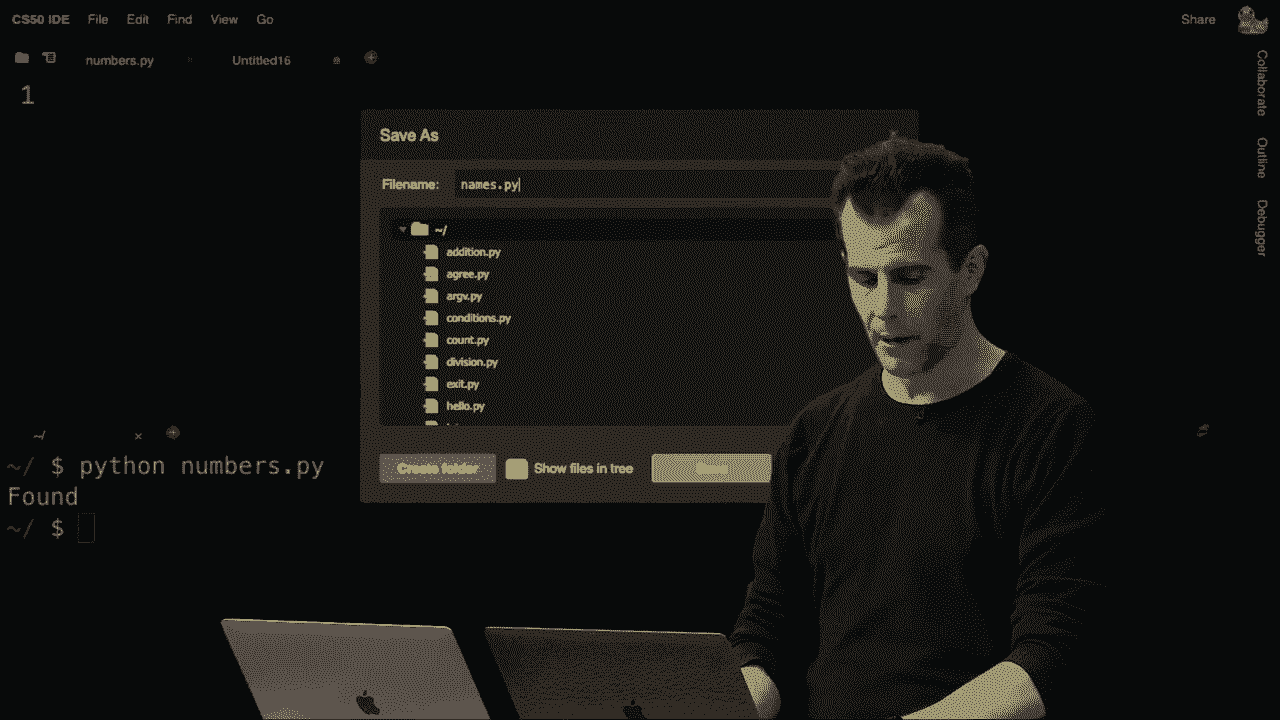 CS50 IDE File Edit Find View Go Share
numbers.py Untitled16
1
Collaborate
Outline
Debugger
Save As
Filename: names.py
~/
addition.py
agree.py
argv.py
conditions.py
count.py
division.py
exit.py
hello.py
Create folder Show files in tree
~/
~/ $ python numbers.py
Found
~/ $